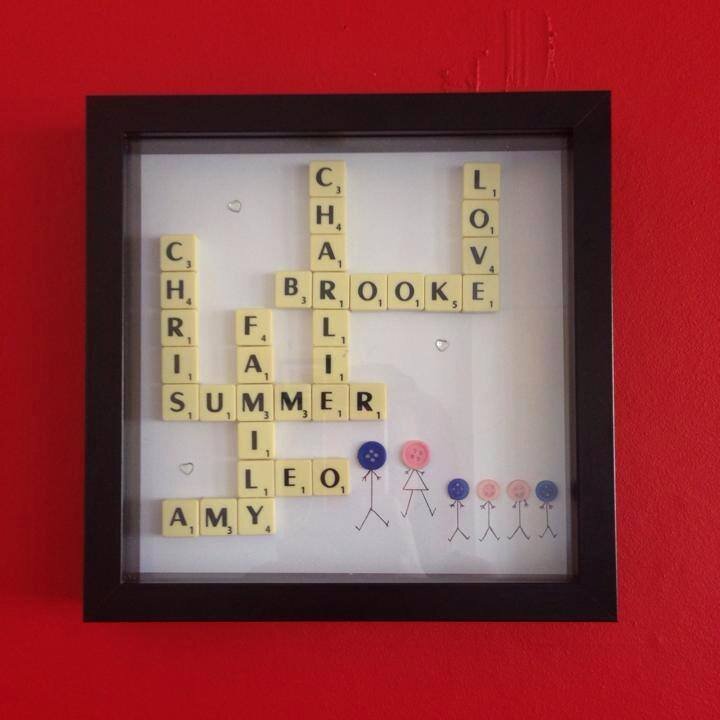 CHARLIE
LOVE
CHRIS
BROOKE
FAMILY
SUMMER
LEO
AMY